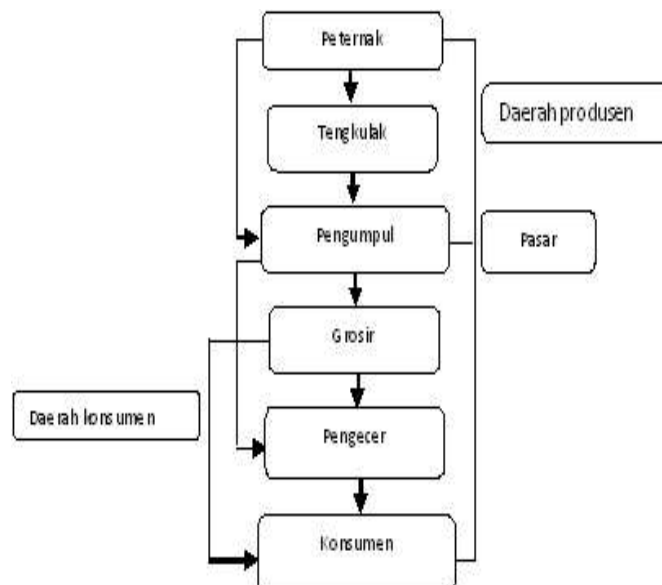 Peternak
Daerah produsen
Tengkulak
Pengumpul
Pasar
Grosir
Daerah konsumen
Pengecer
Konsumen